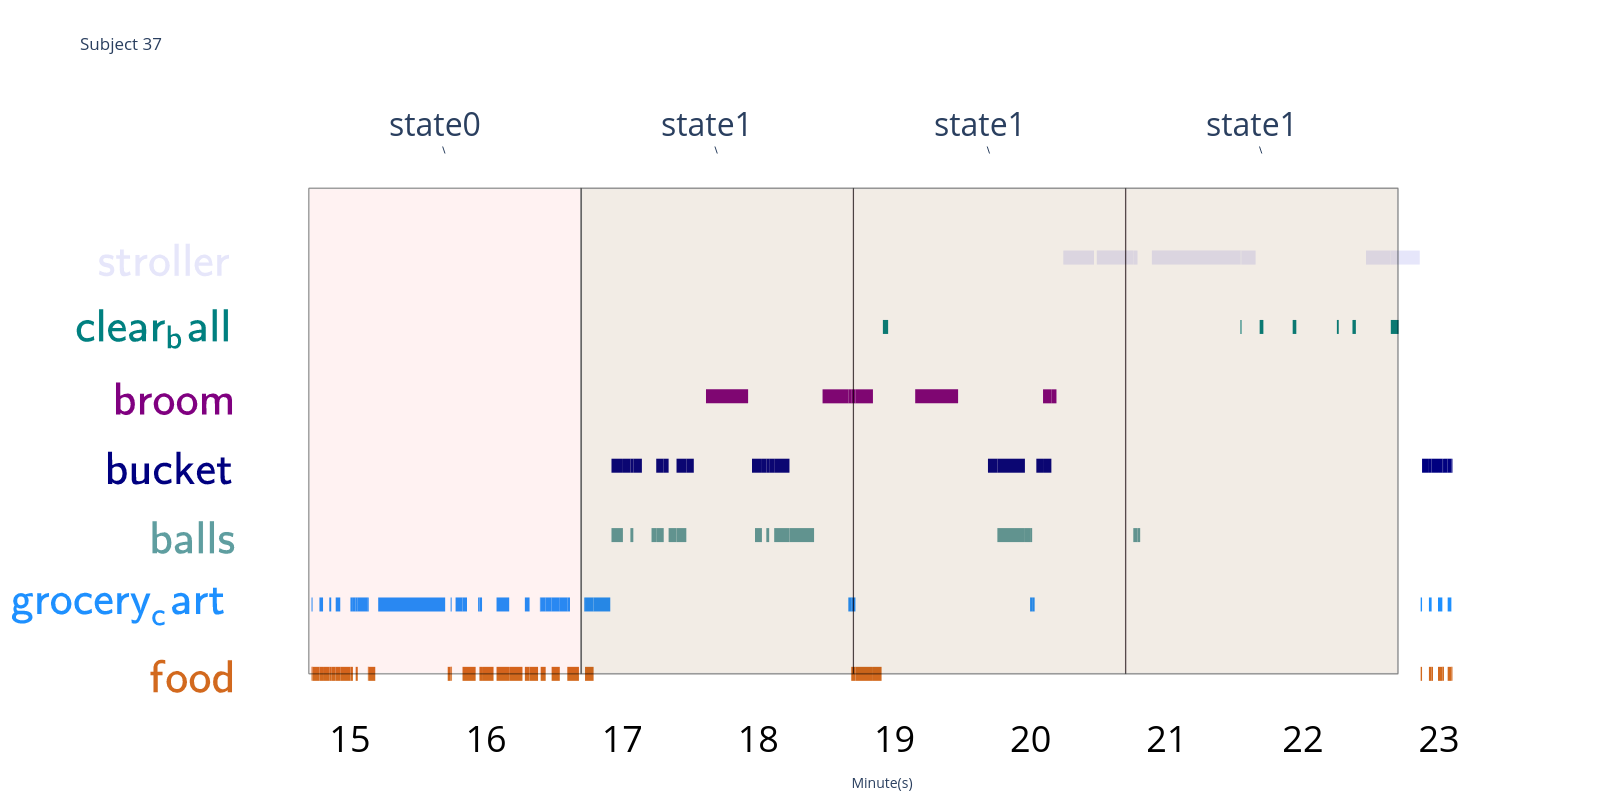 Subject 37
state0 state1 state1 state1
stroller
clear_ball
broom
bucket
balls
grocery_cart
food
15 16 17 18 19 20 21 22 23
Minute(s)